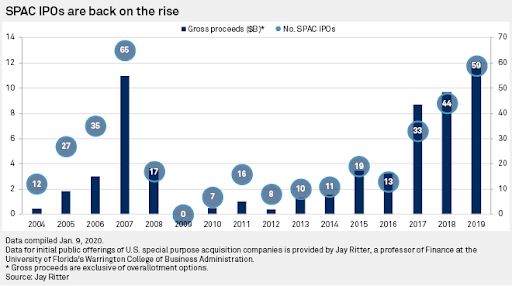 SPAC IPOs are back on the rise
Gross proceeds ($B)* No. SPAC IPOs
14 70
12 60
10 50
8 40
6 30
4 20
2 10
0 0
12 27 35 65 17 0 7 16 8 10 11 19 13 33 44 59
2004 2005 2006 2007 2008 2009 2010 2011 2012 2013 2014 2015 2016 2017 2018 2019
Data compiled Jan. 9, 2020.
Data for initial public offerings of U.S. special purpose acquisition companies is provided by Jay Ritter, a professor of Finance at the
University of Florida's Warrington College of Business Administration.
* Gross proceeds are exclusive of overallotment options.
Source: Jay Ritter